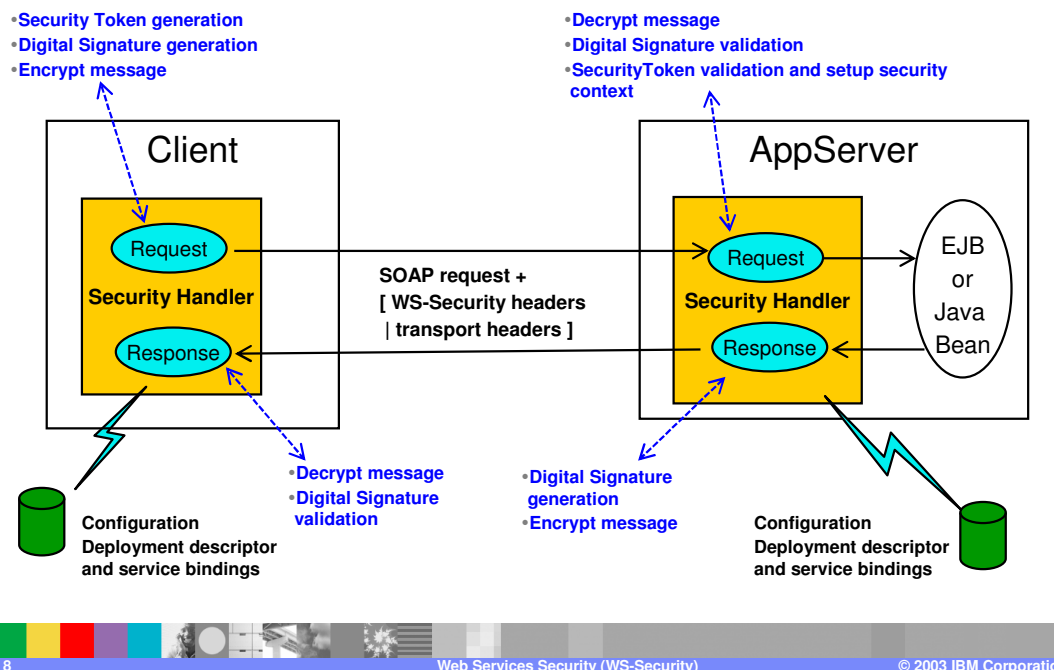 •Security Token generation
•Digital Signature generation
•Encrypt message
•Decrypt message
•Digital Signature validation
•SecurityToken validation and setup security
context
Client
AppServer
Request
Security Handler
Response
SOAP request +
[ WS-Security headers
| transport headers ]
Request
Security Handler
Response
EJB
or
Java
Bean
•Decrypt message
•Digital Signature
validation
•Digital Signature
generation
•Encrypt message
Configuration
Deployment descriptor
and service bindings
Configuration
Deployment descriptor
and service bindings
8
Web Services Security (WS-Security)
© 2003 IBM Corporatio